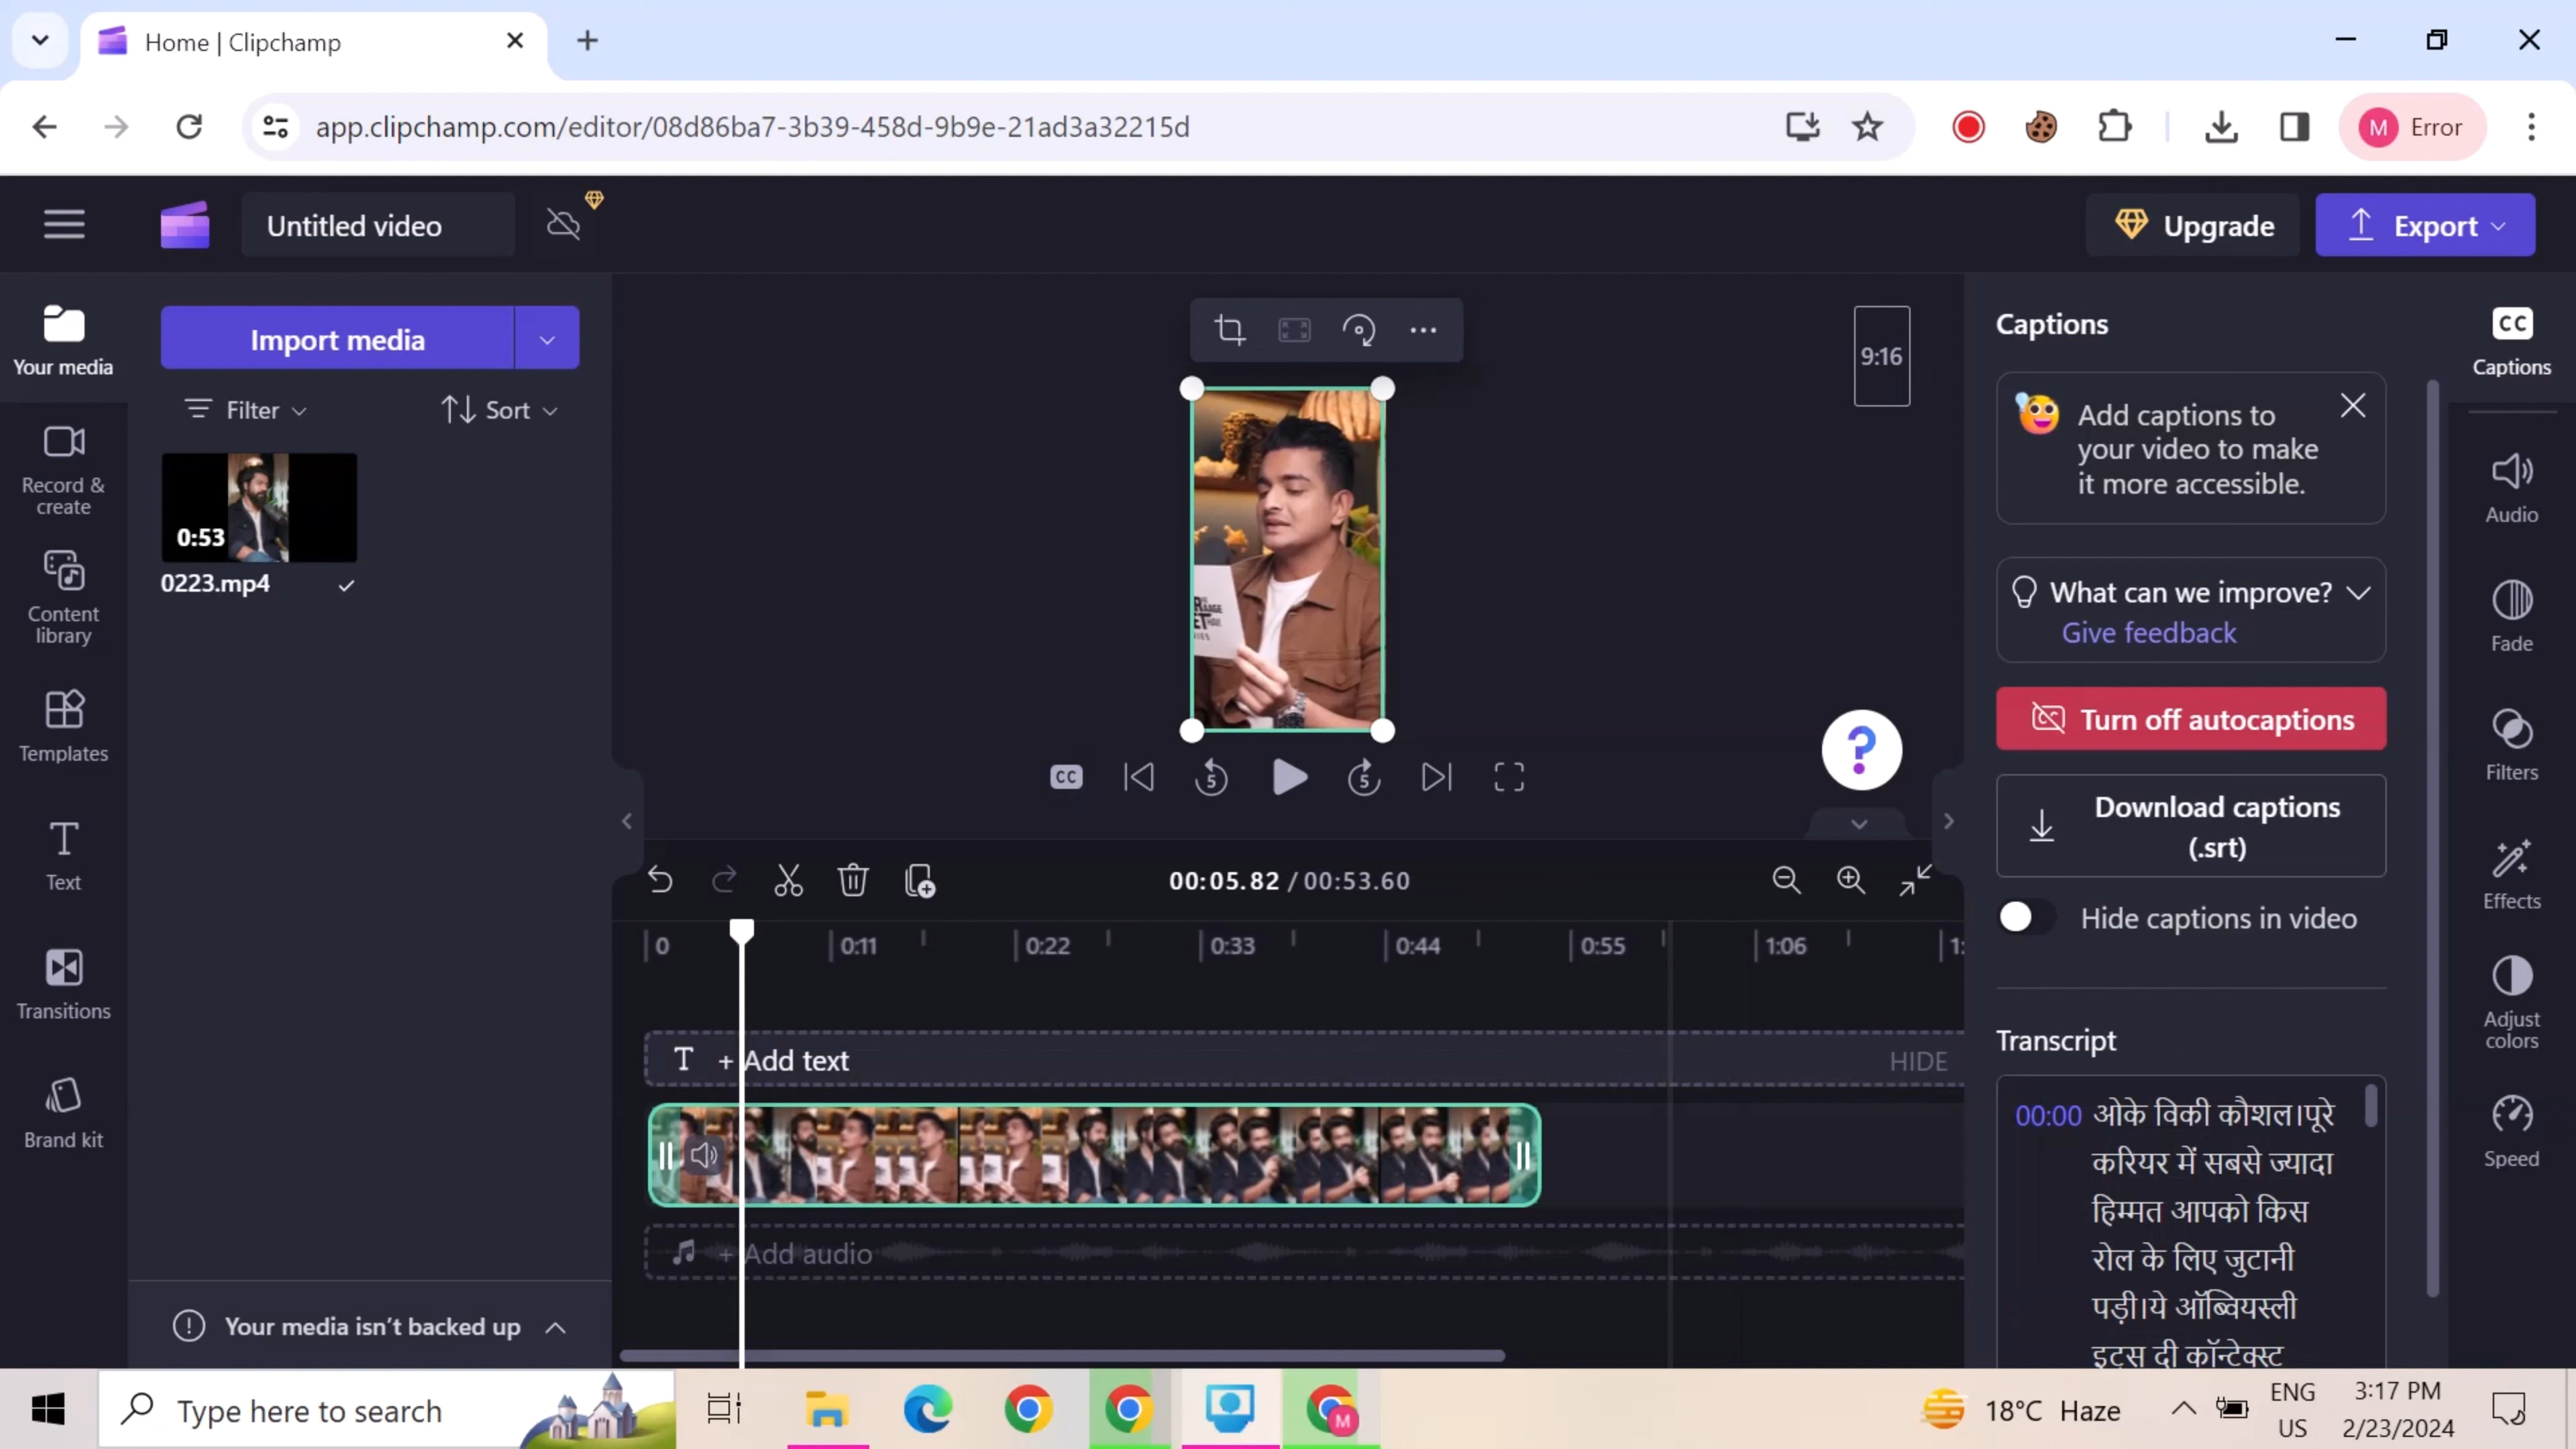 Home | Clipchamp
app.clipchamp.com/editor/08d86ba7-3b39-458d-9b9e-21ad3a32215d
M Error
Untitled video
Upgrade
Export
Your media
Import media
Filter
Sort
0:53
0223.mp4
Record & create
Content library
Templates
Text
Transitions
Brand kit
Your media isn't backed up
9:16
CC
5
5
?
00:05.82 / 00:53.60
0
0:11
0:22
0:33
0:44
0:55
1:06
T + Add text
HIDE
+ Add audio
Captions
Add captions to
your video to make
it more accessible.
What can we improve?
Give feedback
Turn off autocaptions
Download captions
(.srt)
Hide captions in video
Transcript
00:00 ओके विकी कौशल।पूरे
करियर में सबसे ज्यादा
हिम्मत आपको किस
रोल के लिए जुटानी
पड़ी।ये ऑब्वियस्ली
इट्स दी कॉन्टेक्स्ट
CC
Captions
Audio
Fade
Filters
Effects
Adjust
colors
Speed
Type here to search
M
18°C Haze
ENG
US
3:17 PM
2/23/2024